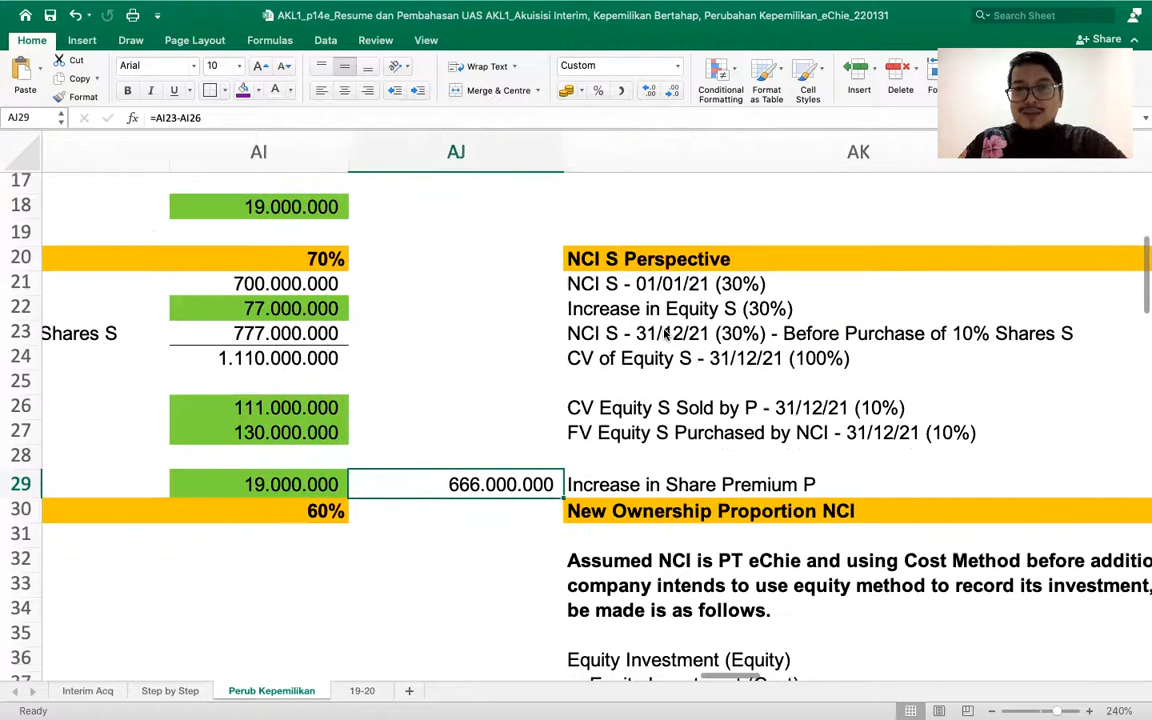 AKL1_p14e_Resume dan Pembahasan UAS AKL1_Akuisisi Interim, Kepemilikan Bertahap, Perubahan Kepemilikan_eChie_220131
Search Sheet
Home Insert Draw Page Layout Formulas Data Review View
Share
Paste
Cut
Copy
Format
Arial 10
B I U
Wrap Text
Merge & Centre
Custom
Conditional Formatting
Format as Table
Cell Styles
Insert
Delete
AJ29 fx =AI23-AI26
AI AJ AK
17
18 19.000.000
19
20 70% NCI S Perspective
21 700.000.000 NCI S - 01/01/21 (30%)
22 77.000.000 Increase in Equity S (30%)
23 Shares S 777.000.000 NCI S - 31/12/21 (30%) - Before Purchase of 10% Shares S
24 1.110.000.000 CV of Equity S - 31/12/21 (100%)
25
26 111.000.000 CV Equity S Sold by P - 31/12/21 (10%)
27 130.000.000 FV Equity S Purchased by NCI - 31/12/21 (10%)
28
29 19.000.000 666.000.000 Increase in Share Premium P
30 60% New Ownership Proportion NCI
31
32 Assumed NCI is PT eChie and using Cost Method before additio
33 company intends to use equity method to record its investment,
34 be made is as follows.
35
36 Equity Investment (Equity)
Interim Acq Step by Step Perub Kepemilikan 19-20
Ready
240%